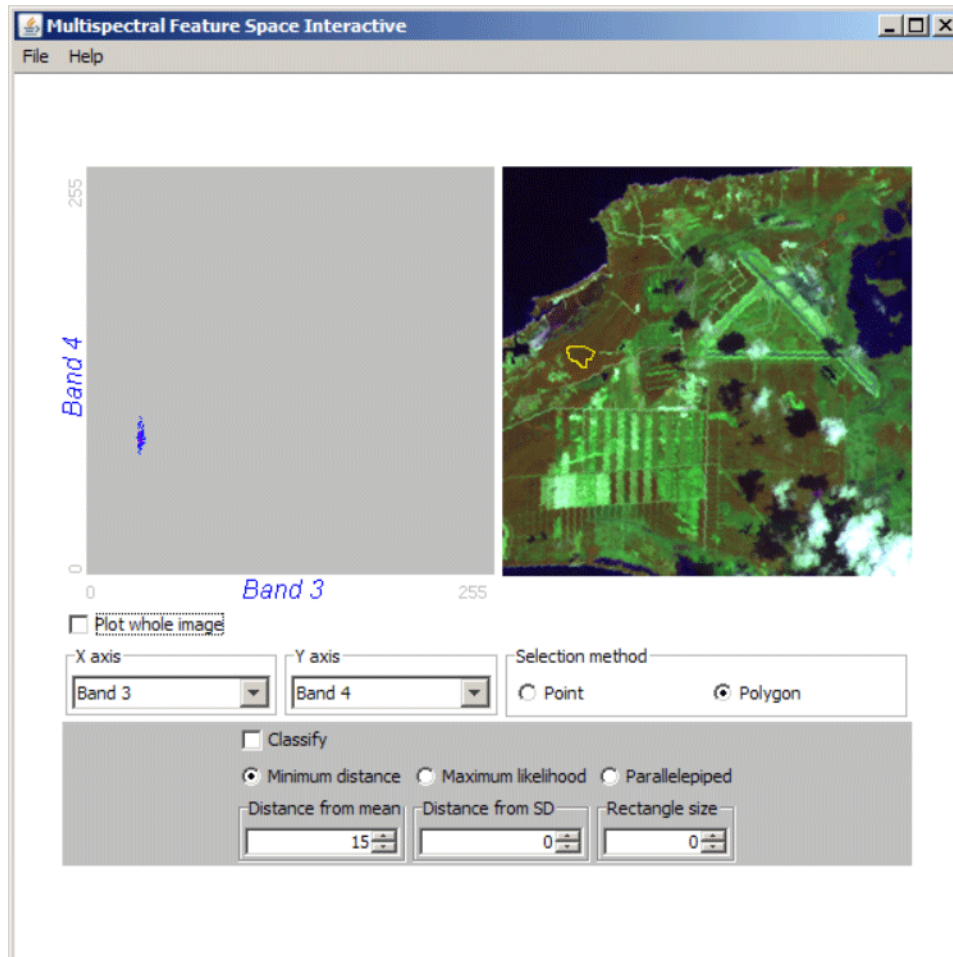 Multispectral Feature Space Interactive
File Help
255
Band 4
0
0 Band 3 255
Plot whole image
X axis Y axis Selection method
Band 3 Band 4 Point Polygon
Classify
Minimum distance Maximum likelihood Parallelepiped
Distance from mean Distance from SD Rectangle size
15 0 0